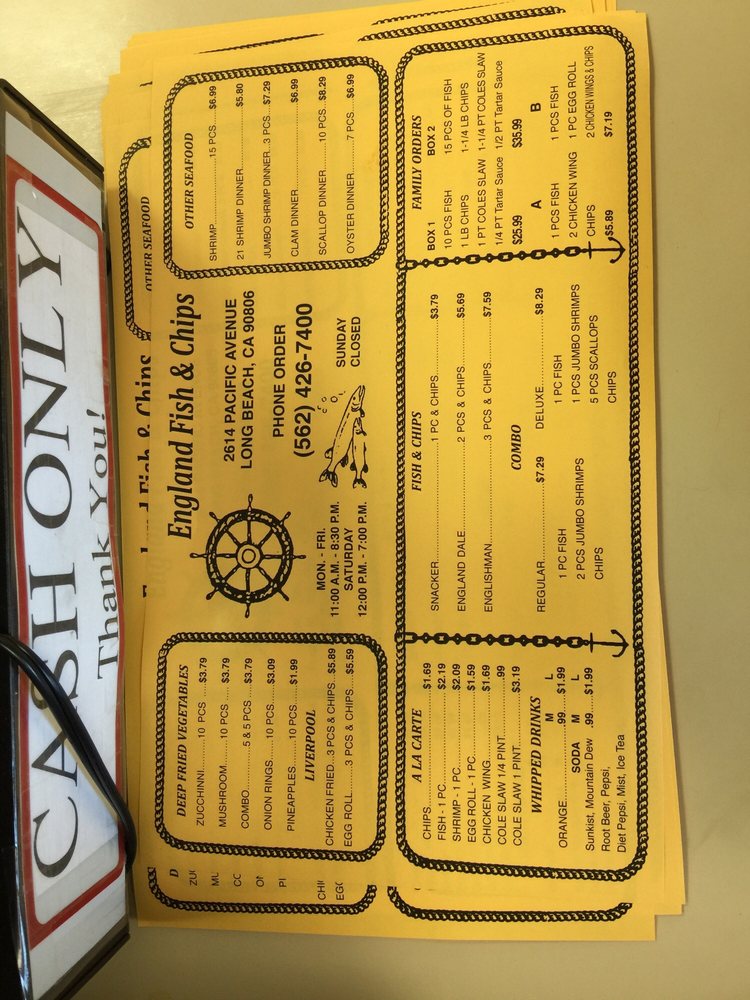 CASH ONLY
Thank You!
OTHER SEAFOOD
DEEP FRIED VEGETABLES
ZUCCHINNI......10 PCS .... $3.79
MUSHROOM.......10 PCS .... $3.79
COMBO............5 & 5 PCS.....$3.79
ONION RINGS.....10 PCS.....$3.09
PINEAPPLES.....10 PCS.....$1.99
LIVERPOOL
CHICKEN FRIED..3 PCS & CHIPS..$5.89
EGG ROLL......3 PCS & CHIPS...$5.59
England Fish & Chips
2614 PACIFIC AVENUE
LONG BEACH, CA 90806
PHONE ORDER
(562) 426-7400
MON. - FRI.
11:00 A.M. - 8:30 P.M.
SATURDAY
12:00 P.M. - 7:00 P.M.
SUNDAY
CLOSED
OTHER SEAFOOD
SHRIMP..............15 PCS......$6.99
21 SHRIMP DINNER..............$5.80
JUMBO SHRIMP DINNER...3 PCS...$7.29
CLAM DINNER..............$6.99
SCALLOP DINNER........10 PCS...$8.29
OYSTER DINNER........7 PCS....$6.99
A LA CARTE
CHIPS..............$1.69
FISH - 1 PC..............$2.19
SHRIMP - 1 PC..............$2.09
EGG ROLL - 1 PC..............$1.59
CHICKEN WING..............$1.69
COLE SLAW 1/4 PINT........99
COLE SLAW 1 PINT........$3.19
WHIPPED DRINKS
M L
ORANGE..............99 .... $1.99
SODA M L
Sunkist, Mountain Dew .99.....$1.99
Root Beer, Pepsi,
Diet Pepsi, Mist, Ice Tea
FISH & CHIPS
SNACKER..............1 PC & CHIPS..............$3.79
ENGLAND DALE..............2 PCS & CHIPS..............$5.69
ENGLISHMAN..............3 PCS & CHIPS..............$7.59
COMBO
REGULAR..............$7.29
1 PC FISH
2 PCS JUMBO SHRIMPS
CHIPS
DELUXE..............$8.29
1 PC FISH
1 PCS JUMBO SHRIMPS
5 PCS SCALLOPS
CHIPS
FAMILY ORDERS
BOX 1
10 PCS FISH
1 LB CHIPS
1 PT COLES SLAW
1/4 PT Tartar Sauce
$25.99
BOX 2
15 PCS OF FISH
1-1/4 LB CHIPS
1-1/4 PT COLES SLAW
1/2 PT Tartar Sauce
$35.99
A
1 PCS FISH
2 CHICKEN WING
CHIPS
$5.89
B
1 PCS FISH
1 PC EGG ROLL
2 CHICKEN WINGS & CHIPS
$7.19